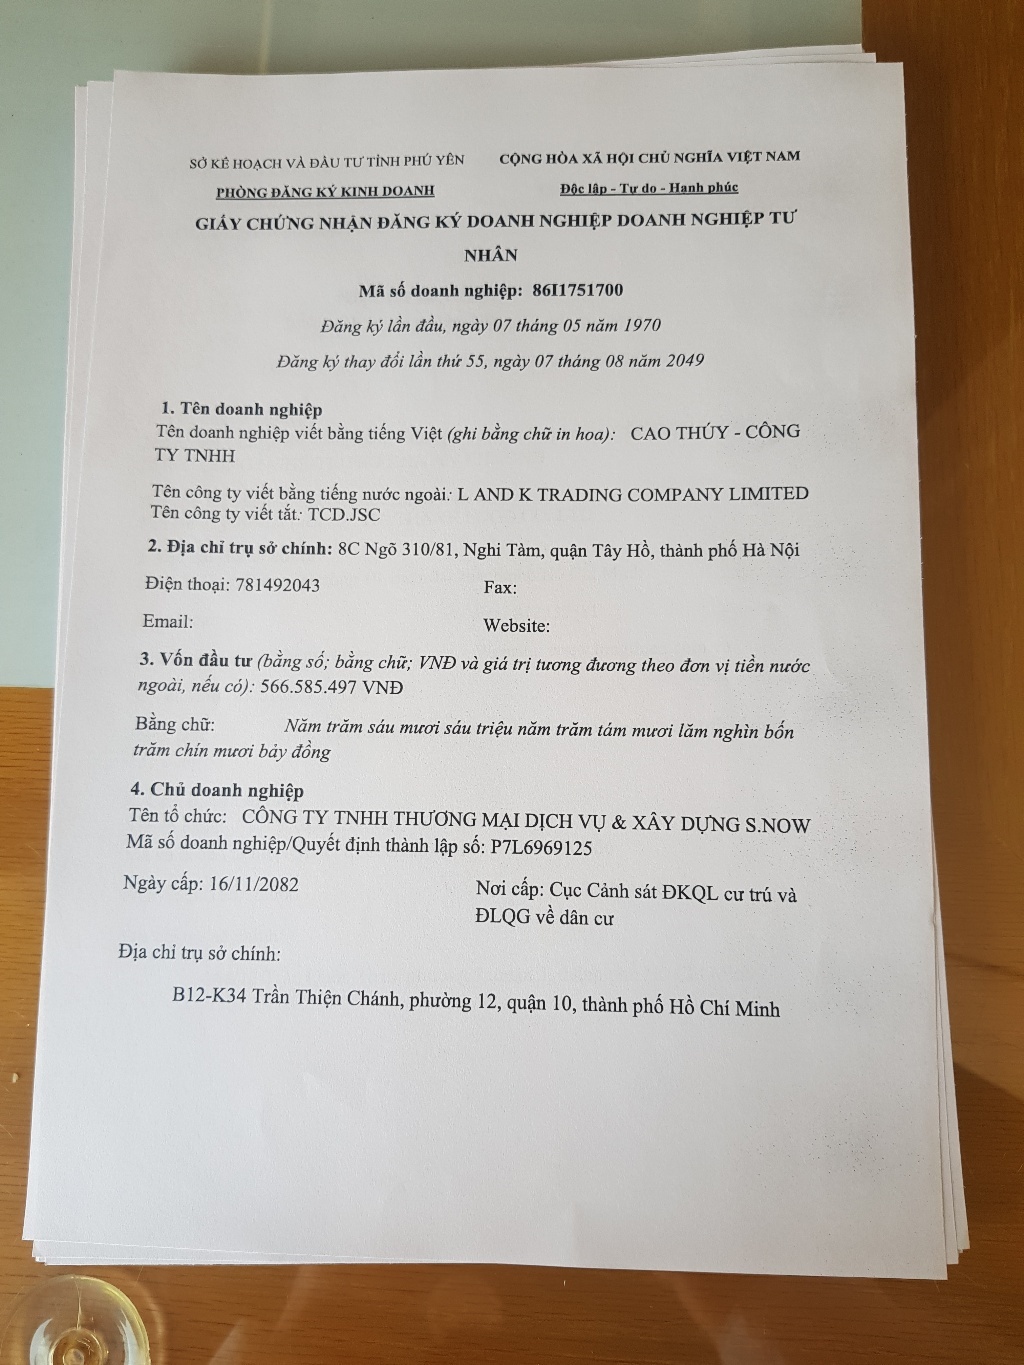 SỞ KẾ HOẠCH VÀ ĐẦU TƯ TỈNH PHÚ YÊN
CỘNG HÒA XÃ HỘI CHỦ NGHĨA VIỆT NAM
PHÒNG ĐĂNG KÝ KINH DOANH
Độc lập - Tự do - Hạnh phúc
GIẤY CHỨNG NHẬN ĐĂNG KÝ DOANH NGHIỆP DOANH NGHIỆP TƯ
NHÂN
Mã số doanh nghiệp: 86I1751700
Đăng ký lần đầu, ngày 07 tháng 05 năm 1970
Đăng ký thay đổi lần thứ 55, ngày 07 tháng 08 năm 2049
1. Tên doanh nghiệp
Tên doanh nghiệp viết bằng tiếng Việt (ghi bằng chữ in hoa): CAO THÚY - CÔNG
TY TNHH
Tên công ty viết bằng tiếng nước ngoài: L AND K TRADING COMPANY LIMITED
Tên công ty viết tắt: TCD.JSC
2. Địa chỉ trụ sở chính: 8C Ngõ 310/81, Nghi Tàm, quận Tây Hồ, thành phố Hà Nội
Điện thoại: 781492043
Fax:
Email:
Website:
3. Vốn đầu tư (bằng số; bằng chữ; VNĐ và giá trị tương đương theo đơn vị tiền nước
ngoài, nếu có): 566.585.497 VNĐ
Bằng chữ: Năm trăm sáu mươi sáu triệu năm trăm tám mươi lăm nghìn bốn
trăm chín mươi bảy đồng
4. Chủ doanh nghiệp
Tên tổ chức: CÔNG TY TNHH THƯƠNG MẠI DỊCH VỤ & XÂY DỰNG S.NOW
Mã số doanh nghiệp/Quyết định thành lập số: P7L6969125
Ngày cấp: 16/11/2082
Nơi cấp: Cục Cảnh sát ĐKQL cư trú và
ĐLQG về dân cư
Địa chỉ trụ sở chính:
B12-K34 Trần Thiện Chánh, phường 12, quận 10, thành phố Hồ Chí Minh